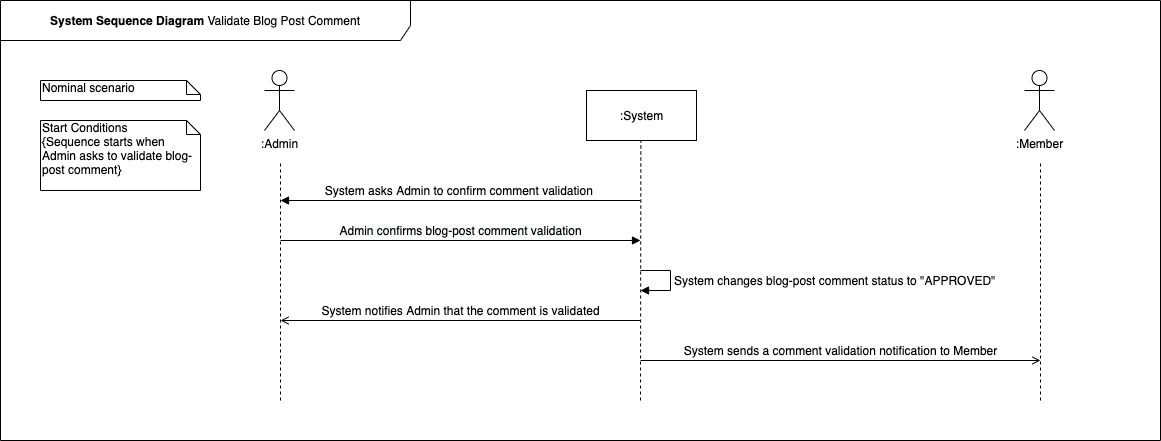 System Sequence Diagram Validate Blog Post Comment
Nominal scenario
Start Conditions
{Sequence starts when
Admin asks to validate blog-
post comment}
:Admin
:System
:Member
System asks Admin to confirm comment validation
Admin confirms blog-post comment validation
System changes blog-post comment status to "APPROVED"
System notifies Admin that the comment is validated
System sends a comment validation notification to Member